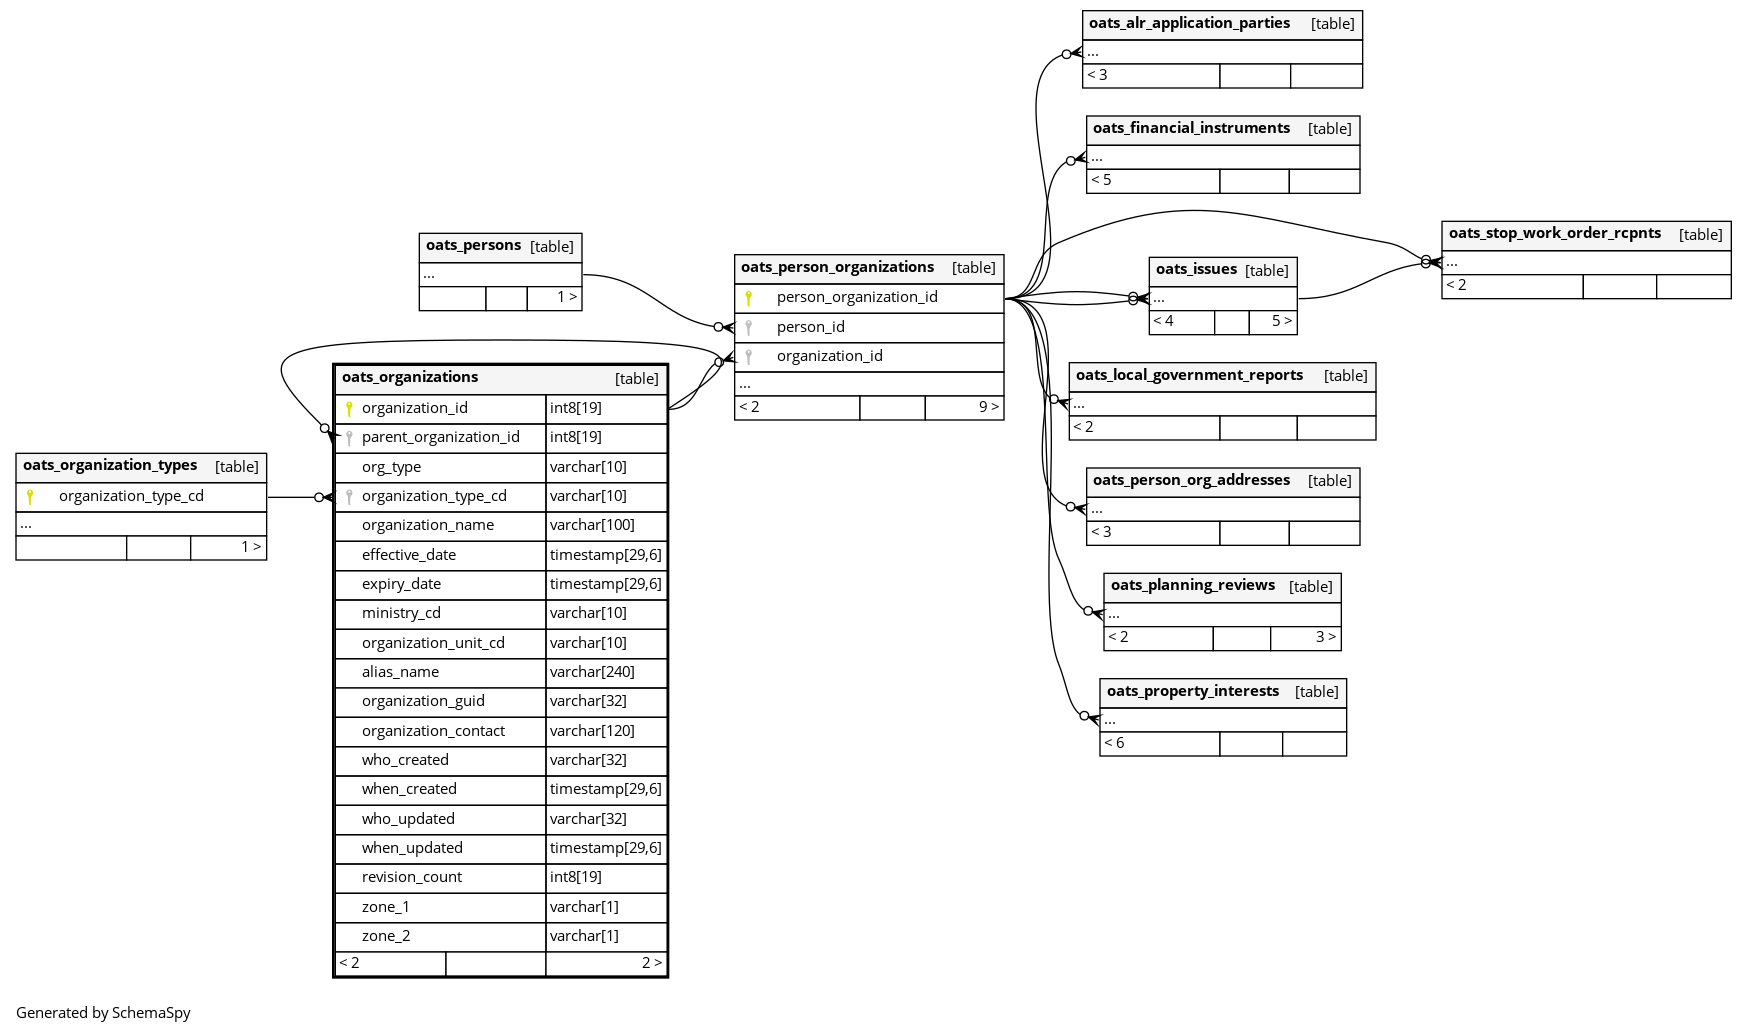 oats_alr_application_parties [table]
...
< 3
oats_financial_instruments [table]
...
< 5
oats_stop_work_order_rcpnts [table]
...
< 2
oats_persons [table]
...
1 >
oats_person_organizations [table]
person_organization_id
person_id
organization_id
...
< 2 9 >
oats_issues [table]
...
< 4 5 >
oats_organizations [table]
organization_id int8[19]
parent_organization_id int8[19]
org_type varchar[10]
organization_type_cd varchar[10]
organization_name varchar[100]
effective_date timestamp[29,6]
expiry_date timestamp[29,6]
ministry_cd varchar[10]
organization_unit_cd varchar[10]
alias_name varchar[240]
organization_guid varchar[32]
organization_contact varchar[120]
who_created varchar[32]
when_created timestamp[29,6]
who_updated varchar[32]
when_updated timestamp[29,6]
revision_count int8[19]
zone_1 varchar[1]
zone_2 varchar[1]
< 2 2 >
oats_organization_types [table]
organization_type_cd
...
1 >
oats_local_government_reports [table]
...
< 2
oats_person_org_addresses [table]
...
< 3
oats_planning_reviews [table]
...
< 2 3 >
oats_property_interests [table]
...
< 6
Generated by SchemaSpy